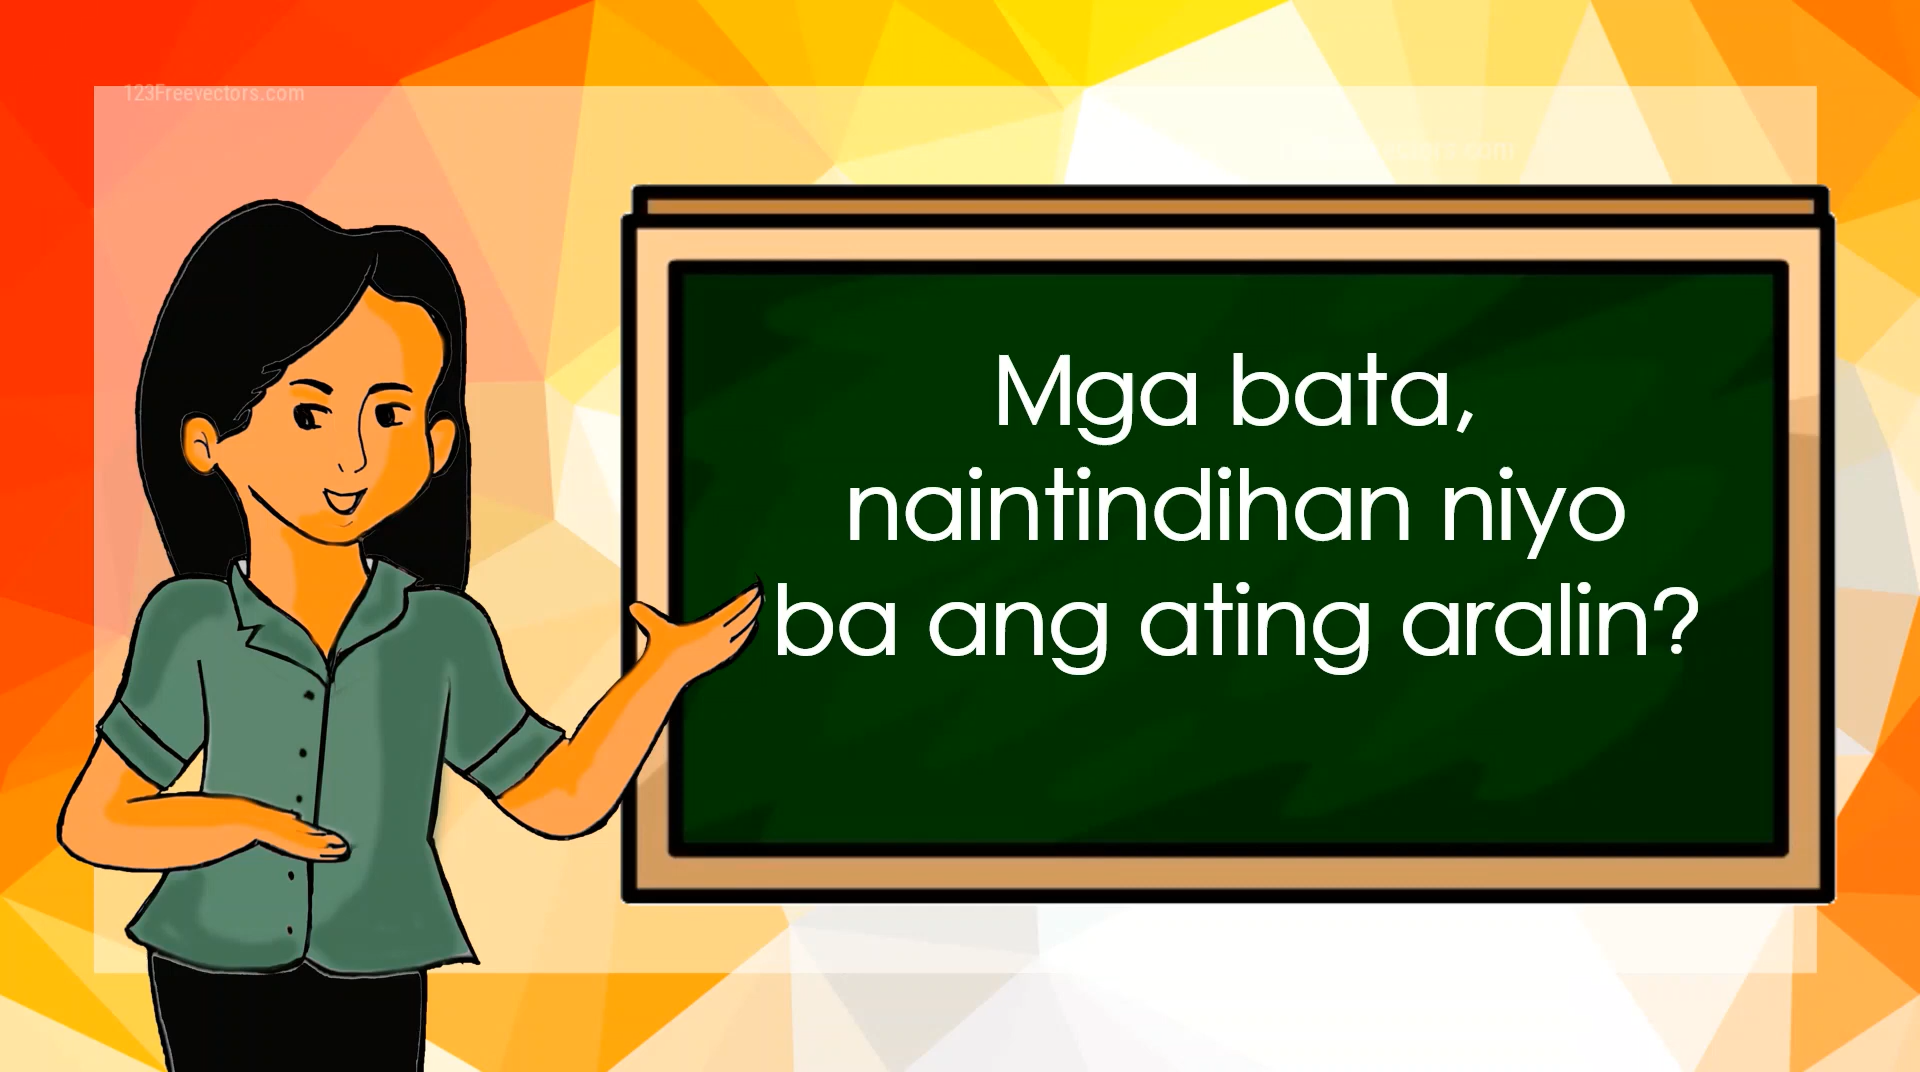 123Freevectors.com
Mga bata,
naintindihan niyo
ba ang ating aralin?